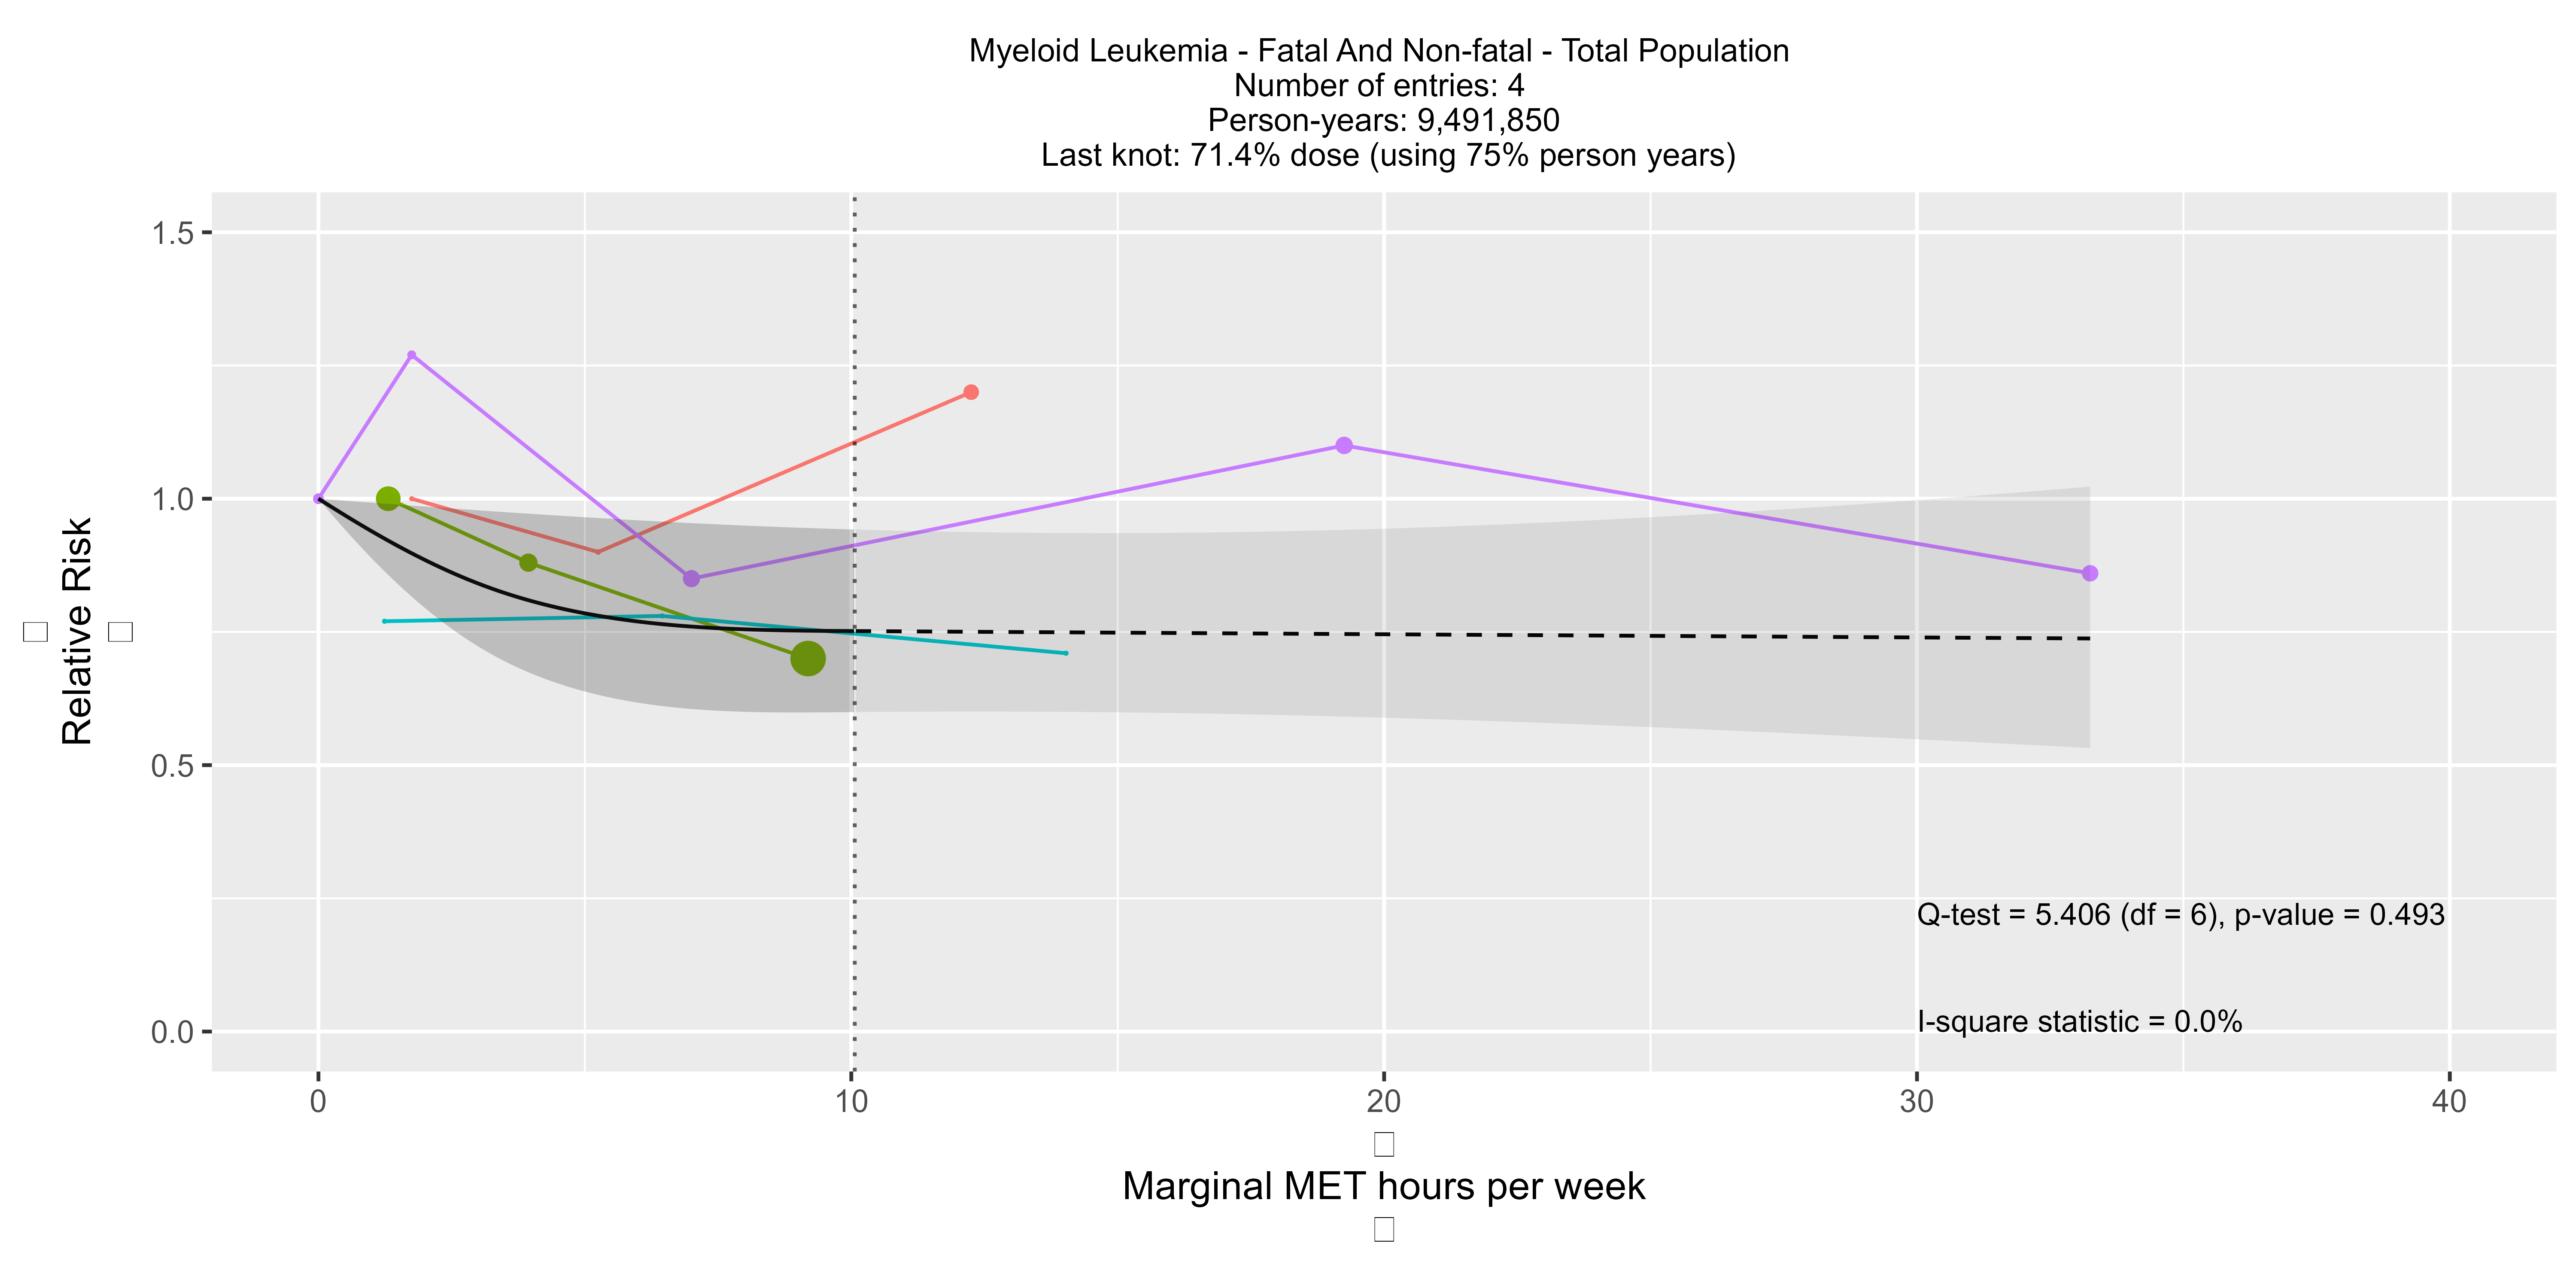 Myeloid Leukemia - Fatal And Non-fatal - Total Population
Number of entries: 4
Person-years: 9,491,850
Last knot: 71.4% dose (using 75% person years)
1.5
1.0
0.5
0.0
Relative Risk
Q-test = 5.406 (df = 6), p-value = 0.493
I-square statistic = 0.0%
0 10 20 30 40
Marginal MET hours per week